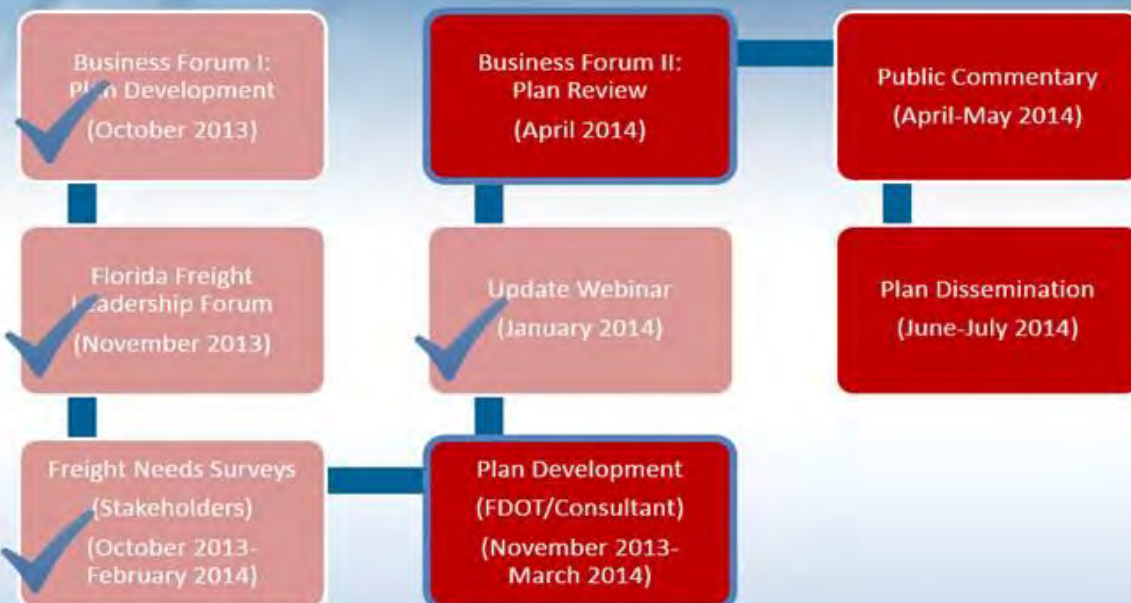 Business Forum I:
Plan Development
(October 2013)
Florida Freight
Leadership Forum
(November 2013)
Freight Needs Surveys
(Stakeholders)
(October 2013-
February 2014)
Plan Development
(FDOT/Consultant)
(November 2013-
March 2014)
Update Webinar
(January 2014)
Business Forum II:
Plan Review
(April 2014)
Public Commentary
(April-May 2014)
Plan Dissemination
(June-July 2014)